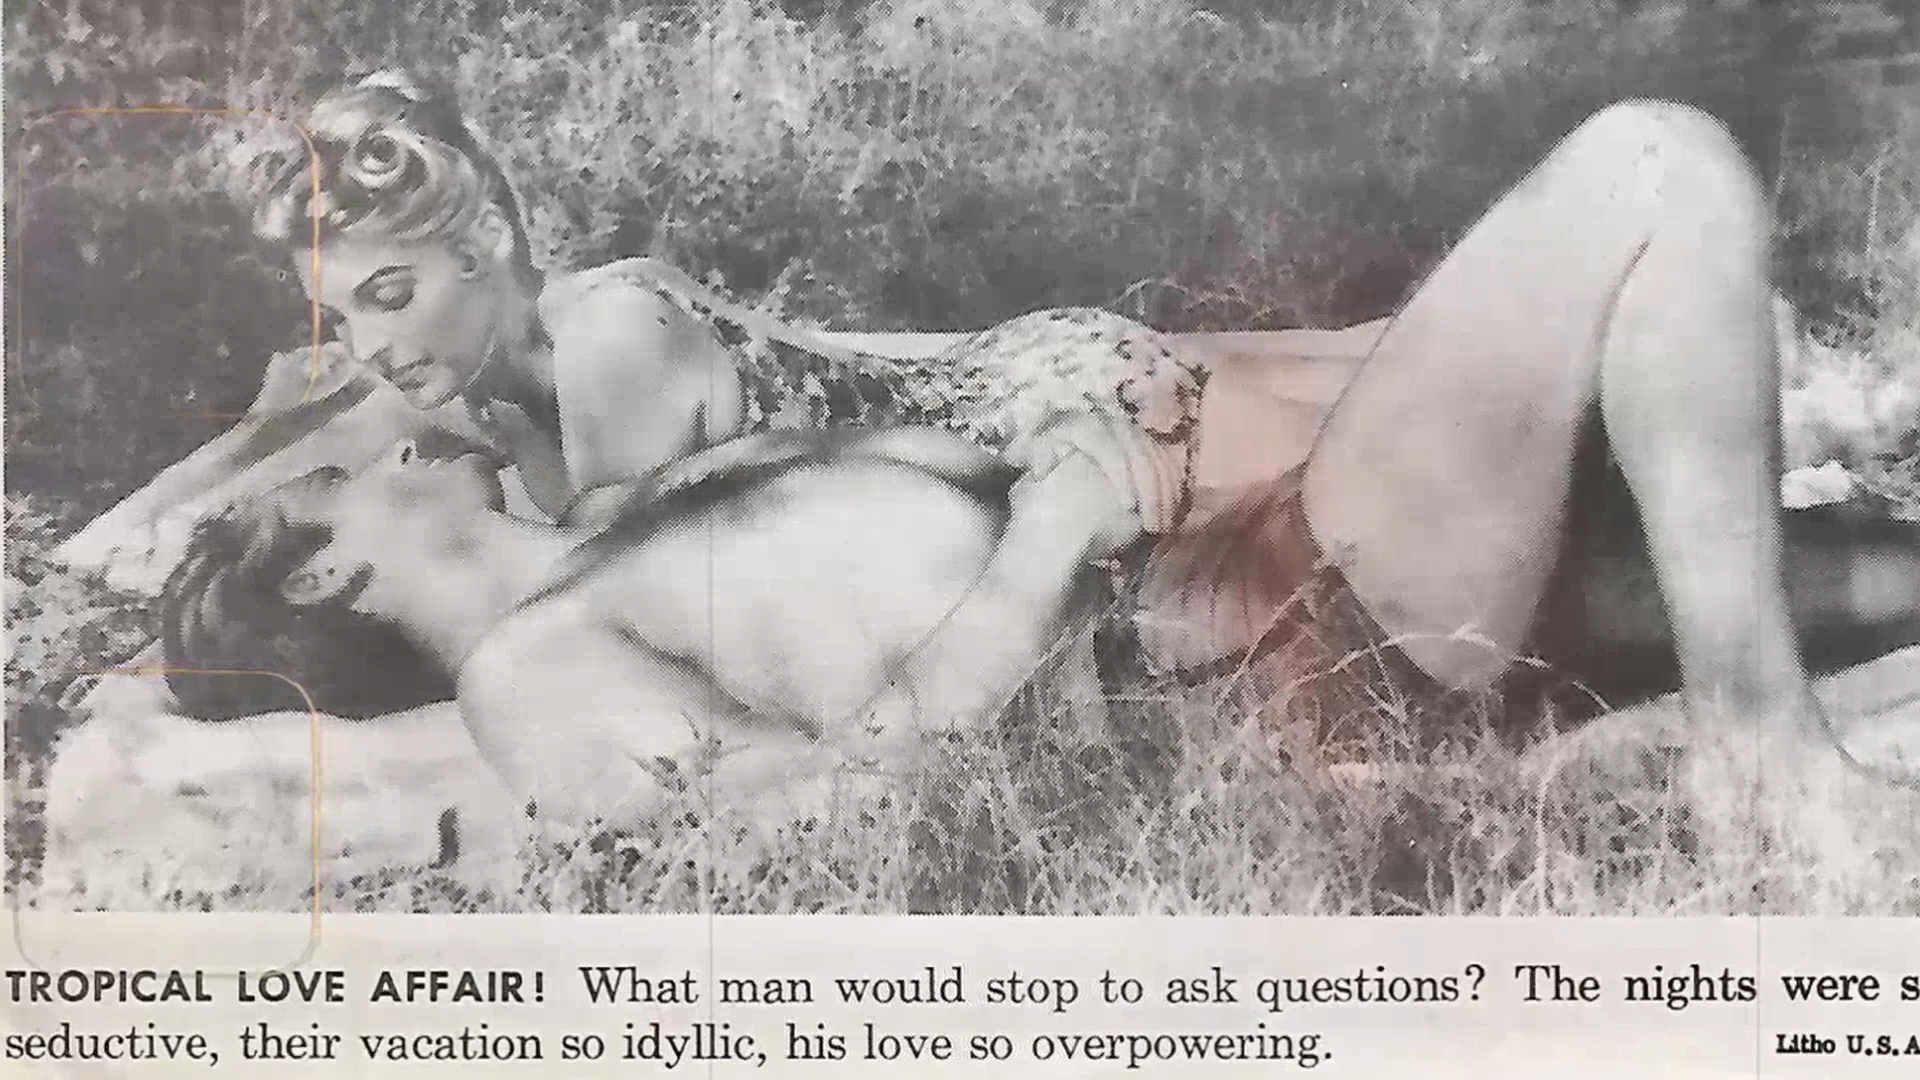 TROPICAL LOVE AFFAIR! What man would stop to ask questions? The nights were
seductive, their vacation so idyllic, his love so overpowering.
Litho U.S.A